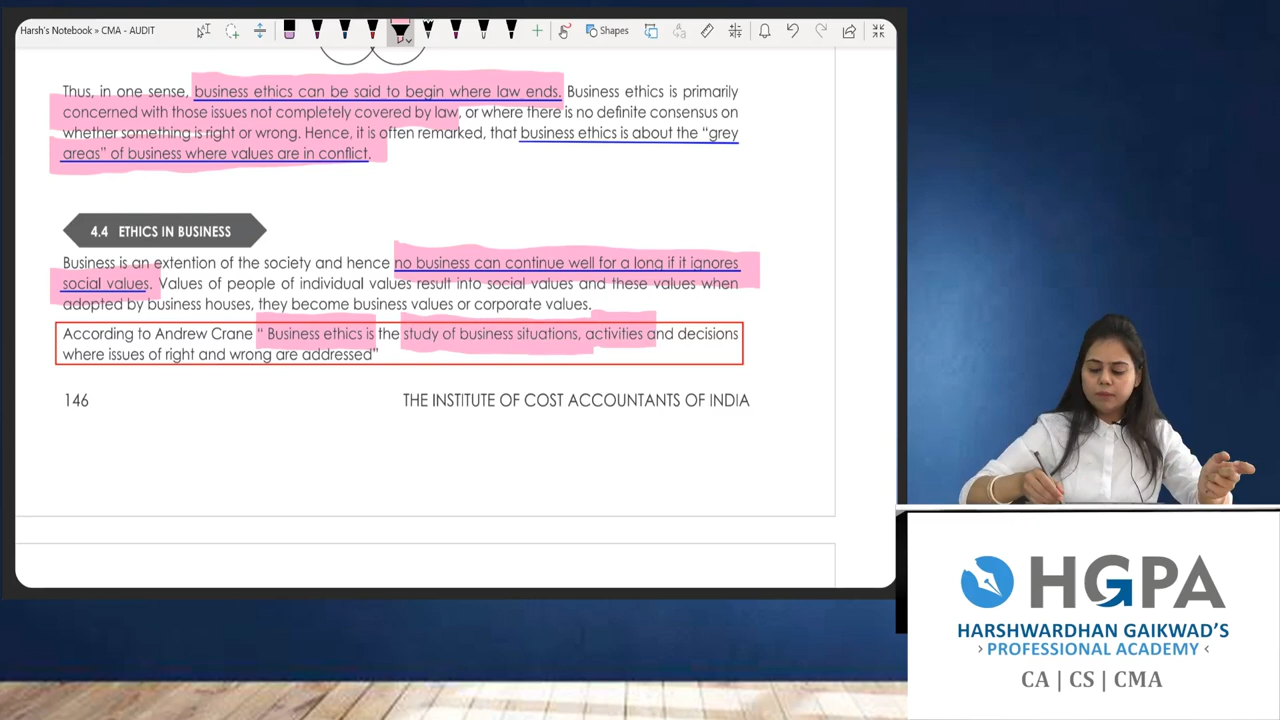 Harsh's Notebook » CMA - AUDIT
Shapes
Thus, in one sense, business ethics can be said to begin where law ends. Business ethics is primarily
concerned with those issues not completely covered by law, or where there is no definite consensus on
whether something is right or wrong. Hence, it is often remarked, that business ethics is about the “grey
areas” of business where values are in conflict.
4.4 ETHICS IN BUSINESS
Business is an extention of the society and hence no business can continue well for a long if it ignores
social values. Values of people of individual values result into social values and these values when
adopted by business houses, they become business values or corporate values.
According to Andrew Crane “ Business ethics is the study of business situations, activities and decisions
where issues of right and wrong are addressed”
146 THE INSTITUTE OF COST ACCOUNTANTS OF INDIA
HGPA
HARSHWARDHAN GAIKWAD'S
› PROFESSIONAL ACADEMY ‹
CA | CS | CMA